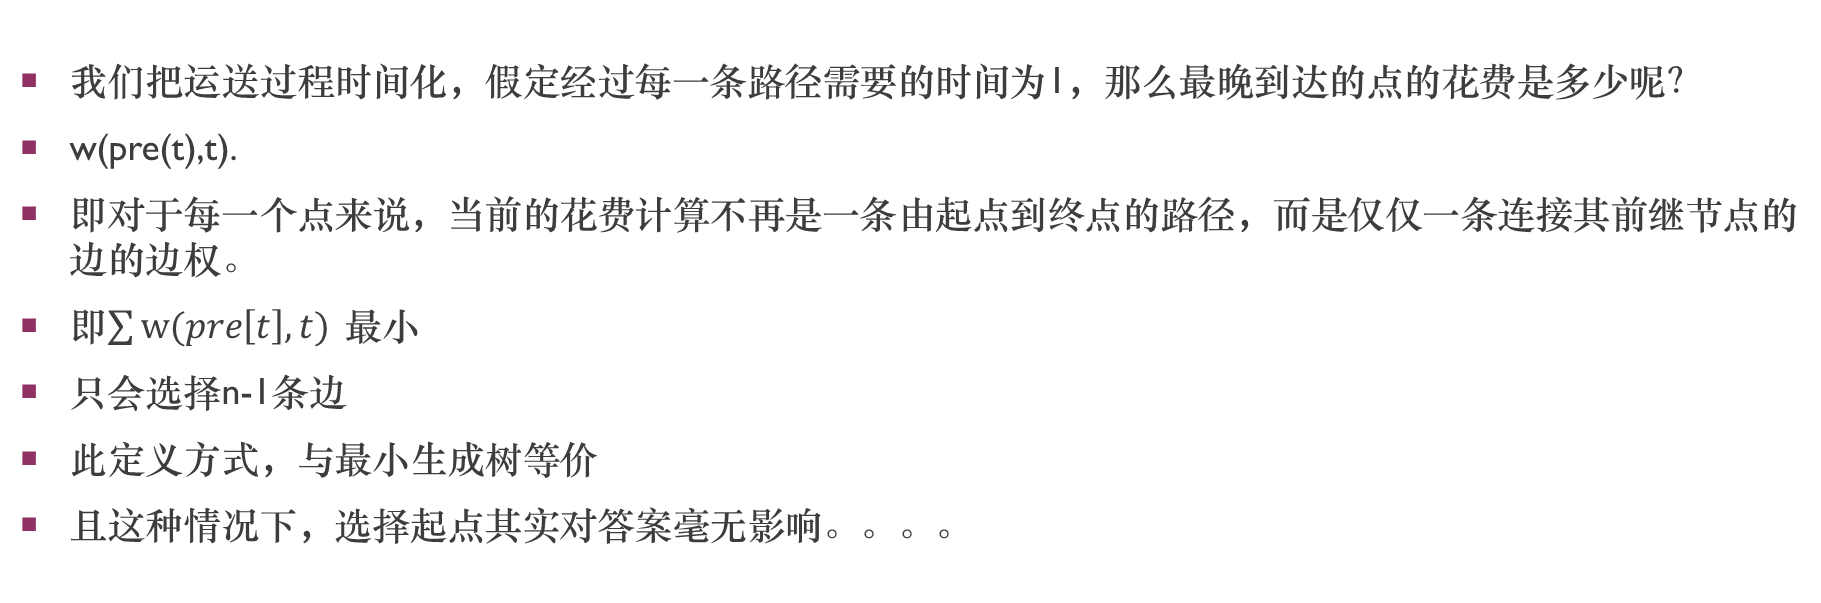 我们把运送过程时间化，假定经过每一条路径需要的时间为1，那么最晚到达的点的花费是多少呢？
w(pre(t),t).
即对于每一个点来说，当前的花费计算不再是一条由起点到终点的路径，而是仅仅一条连接其前继节点的
边的边权。
即∑w(pre[t],t) 最小
只会选择n-1条边
此定义方式，与最小生成树等价
且这种情况下，选择起点其实对答案毫无影响。。。。